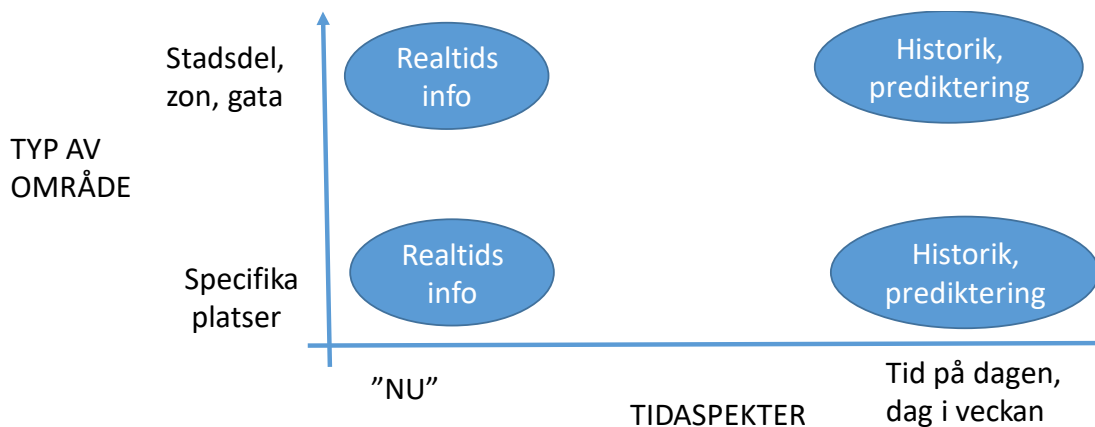 Stadsdel,
zon, gata
Realtids
info
Historik,
prediktering
TYP AV
OMRÅDE
Specifika
platser
Realtids
info
Historik,
prediktering
”NU”
Tid på dagen,
dag i veckan
TIDASPEKTER